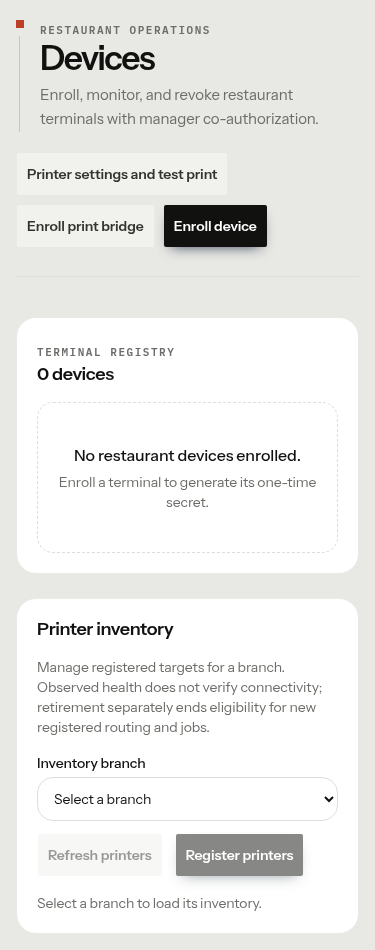 RESTAURANT OPERATIONS
Devices
Enroll, monitor, and revoke restaurant
terminals with manager co-authorization.
Printer settings and test print
Enroll print bridge
Enroll device
TERMINAL REGISTRY
0 devices
No restaurant devices enrolled.
Enroll a terminal to generate its one-time
secret.
Printer inventory
Manage registered targets for a branch.
Observed health does not verify connectivity;
retirement separately ends eligibility for new
registered routing and jobs.
Inventory branch
Select a branch
Refresh printers
Register printers
Select a branch to load its inventory.